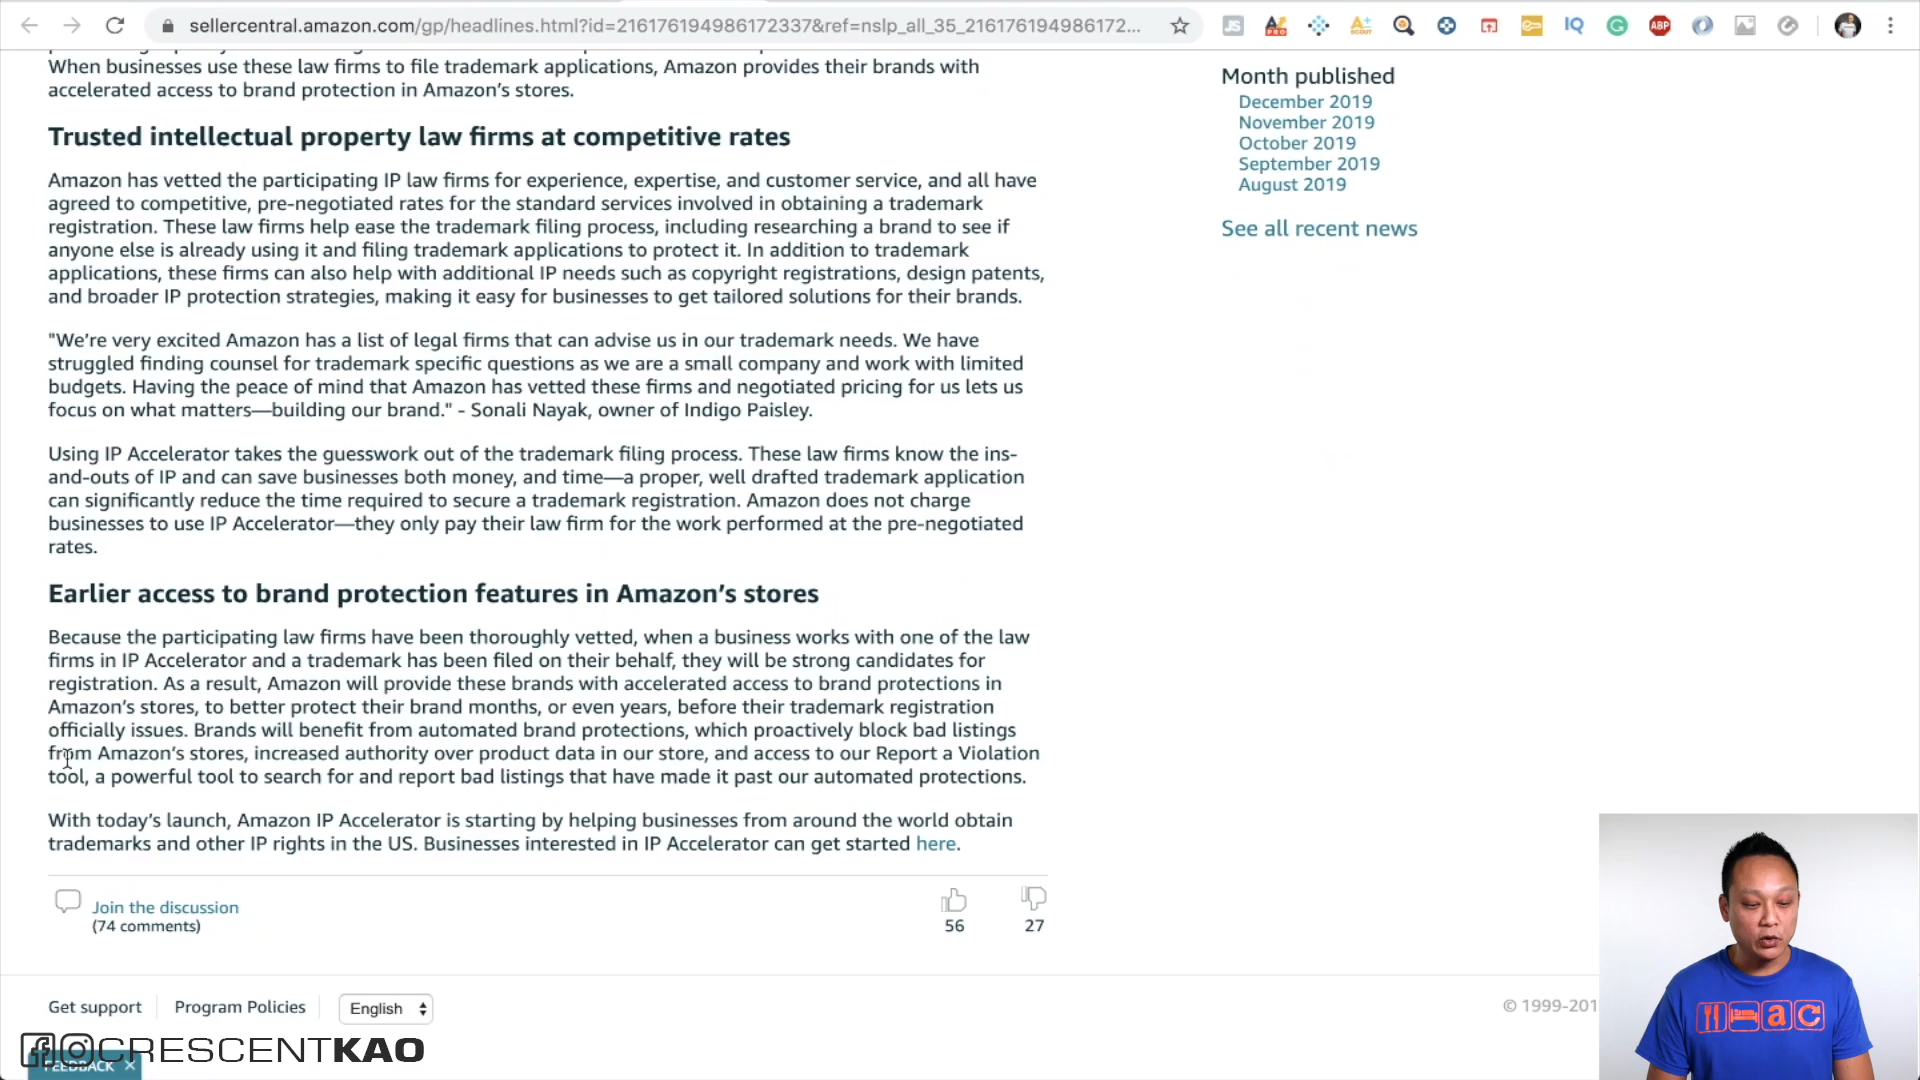 sellercentral.amazon.com/gp/headlines.html?id=216176194986172337&ref=nslp_all_35_216176194986172...
When businesses use these law firms to file trademark applications, Amazon provides their brands with
accelerated access to brand protection in Amazon's stores.
Trusted intellectual property law firms at competitive rates
Amazon has vetted the participating IP law firms for experience, expertise, and customer service, and all have
agreed to competitive, pre-negotiated rates for the standard services involved in obtaining a trademark
registration. These law firms help ease the trademark filing process, including researching a brand to see if
anyone else is already using it and filing trademark applications to protect it. In addition to trademark
applications, these firms can also help with additional IP needs such as copyright registrations, design patents,
and broader IP protection strategies, making it easy for businesses to get tailored solutions for their brands.
"We're very excited Amazon has a list of legal firms that can advise us in our trademark needs. We have
struggled finding counsel for trademark specific questions as we are a small company and work with limited
budgets. Having the peace of mind that Amazon has vetted these firms and negotiated pricing for us lets us
focus on what matters—building our brand." - Sonali Nayak, owner of Indigo Paisley.
Using IP Accelerator takes the guesswork out of the trademark filing process. These law firms know the ins-
and-outs of IP and can save businesses both money, and time—a proper, well drafted trademark application
can significantly reduce the time required to secure a trademark registration. Amazon does not charge
businesses to use IP Accelerator—they only pay their law firm for the work performed at the pre-negotiated
rates.
Earlier access to brand protection features in Amazon's stores
Because the participating law firms have been thoroughly vetted, when a business works with one of the law
firms in IP Accelerator and a trademark has been filed on their behalf, they will be strong candidates for
registration. As a result, Amazon will provide these brands with accelerated access to brand protections in
Amazon's stores, to better protect their brand months, or even years, before their trademark registration
officially issues. Brands will benefit from automated brand protections, which proactively block bad listings
from Amazon's stores, increased authority over product data in our store, and access to our Report a Violation
tool, a powerful tool to search for and report bad listings that have made it past our automated protections.
With today's launch, Amazon IP Accelerator is starting by helping businesses from around the world obtain
trademarks and other IP rights in the US. Businesses interested in IP Accelerator can get started here.
Join the discussion
(74 comments)
56
27
Month published
December 2019
November 2019
October 2019
September 2019
August 2019
See all recent news
Get support
Program Policies
English
© 1999-201
CRESCENTKAO
FEEDBACK